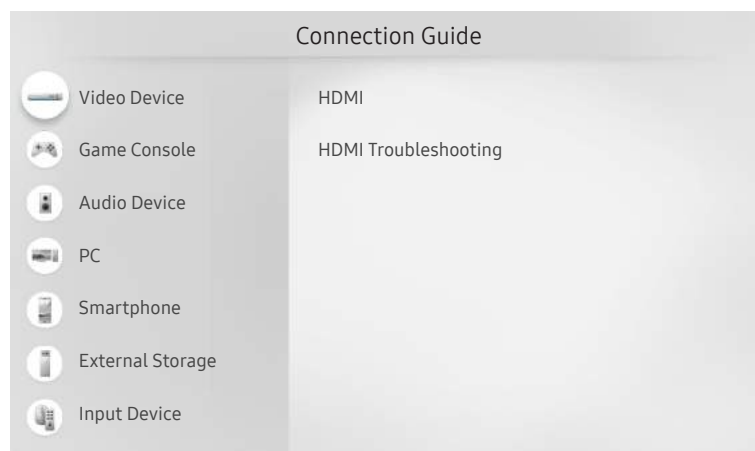 Connection Guide
Video Device
Game Console
Audio Device
PC
Smartphone
External Storage
Input Device
HDMI
HDMI Troubleshooting